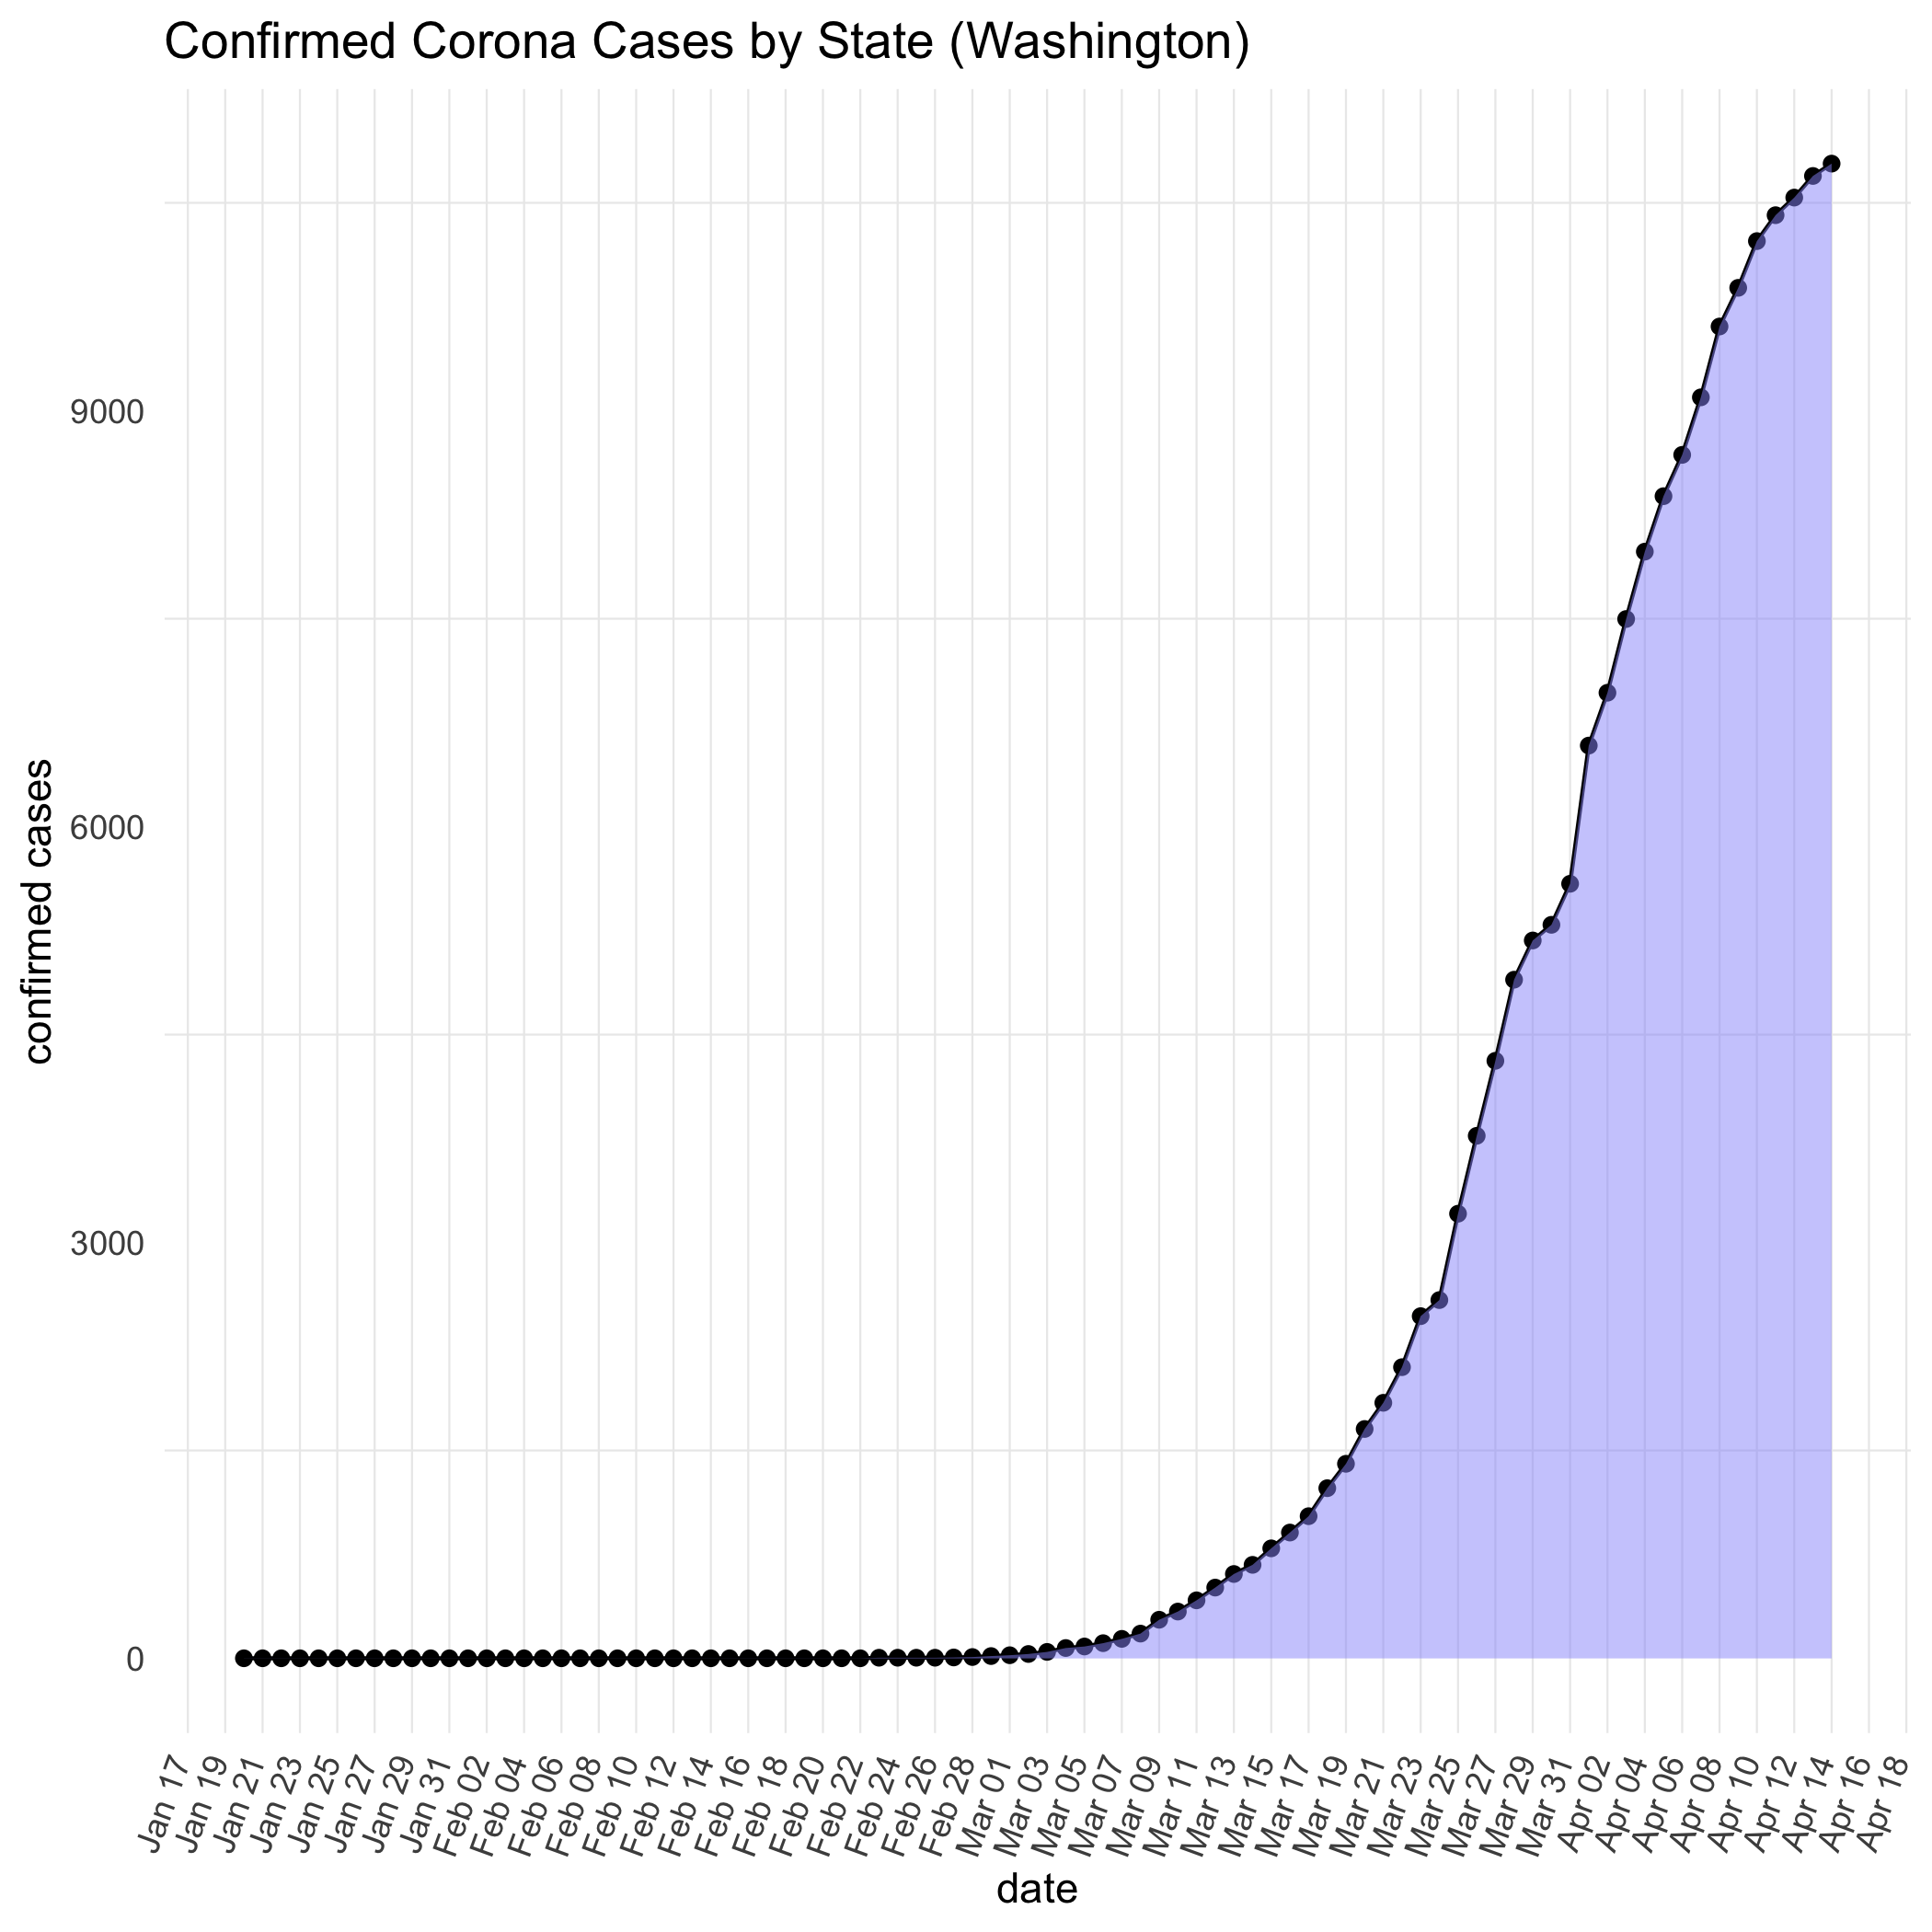 Confirmed Corona Cases by State (Washington)
confirmed cases
9000
6000
3000
0
Jan 17
Jan 19
Jan 21
Jan 23
Jan 25
Jan 27
Jan 29
Jan 31
Feb 02
Feb 04
Feb 06
Feb 08
Feb 10
Feb 12
Feb 14
Feb 16
Feb 18
Feb 20
Feb 22
Feb 24
Feb 26
Feb 28
Mar 01
Mar 03
Mar 05
Mar 07
Mar 09
Mar 11
Mar 13
Mar 15
Mar 17
Mar 19
Mar 21
Mar 23
Mar 25
Mar 27
Mar 29
Mar 31
Apr 02
Apr 04
Apr 06
Apr 08
Apr 10
Apr 12
Apr 14
Apr 16
Apr 18
date